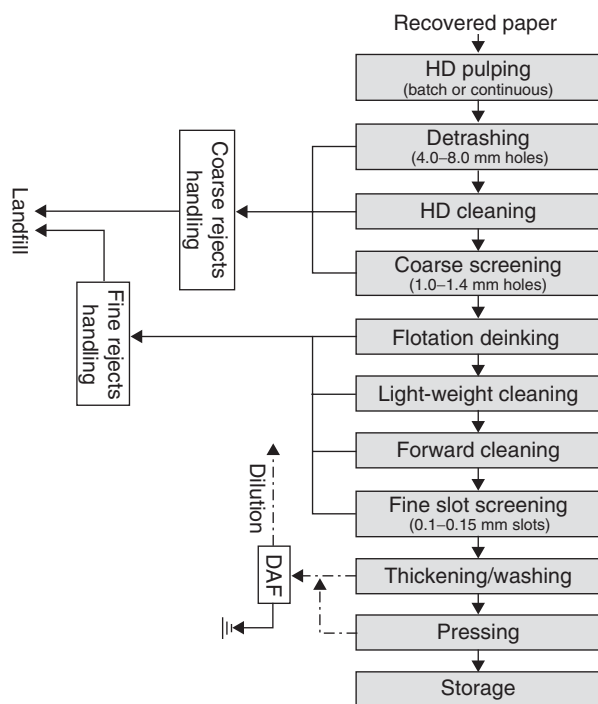 Recovered paper
HD pulping
(batch or continuous)
Detrashing
(4.0–8.0 mm holes)
HD cleaning
Coarse screening
(1.0–1.4 mm holes)
Flotation deinking
Light-weight cleaning
Forward cleaning
Fine slot screening
(0.1–0.15 mm slots)
Thickening/washing
Pressing
Storage
Coarse rejects
handling
Landfill
Fine rejects
handling
Dilution
DAF